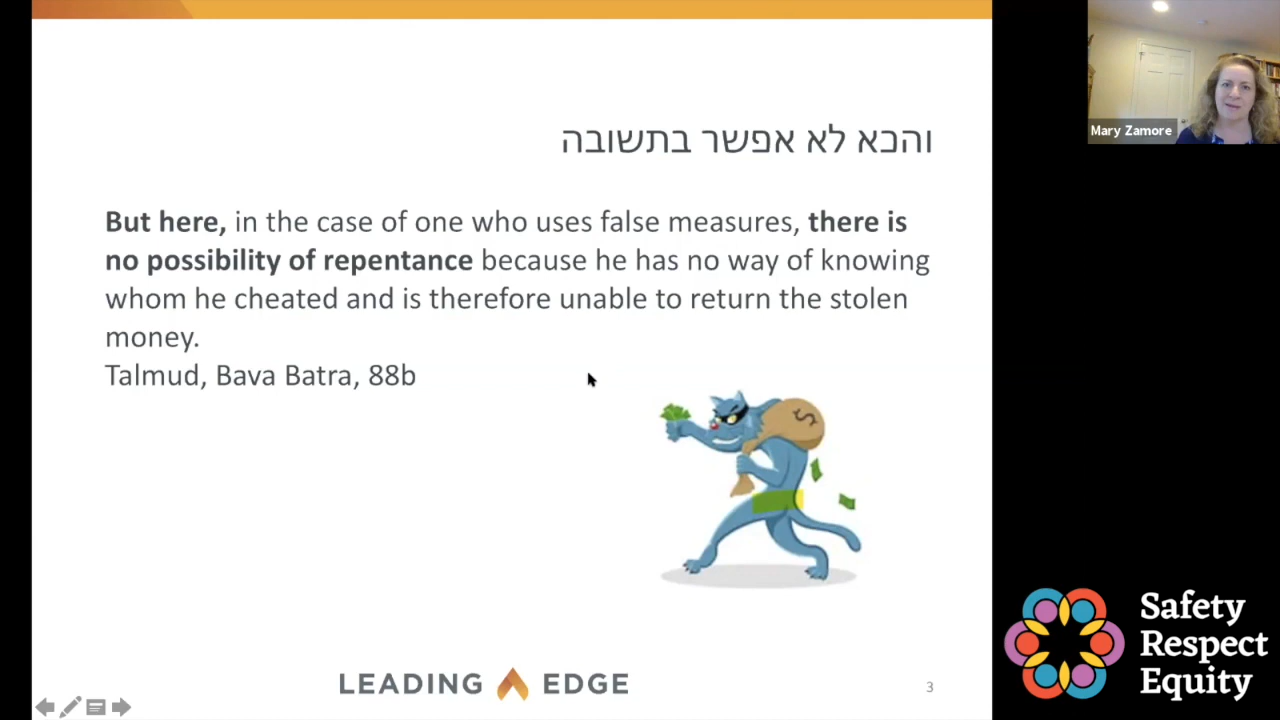 והכא לא אפשר בתשובה
But here, in the case of one who uses false measures, there is
no possibility of repentance because he has no way of knowing
whom he cheated and is therefore unable to return the stolen
money.
Talmud, Bava Batra, 88b
$
LEADING EDGE
3
Mary Zamore
Safety
Respect
Equity